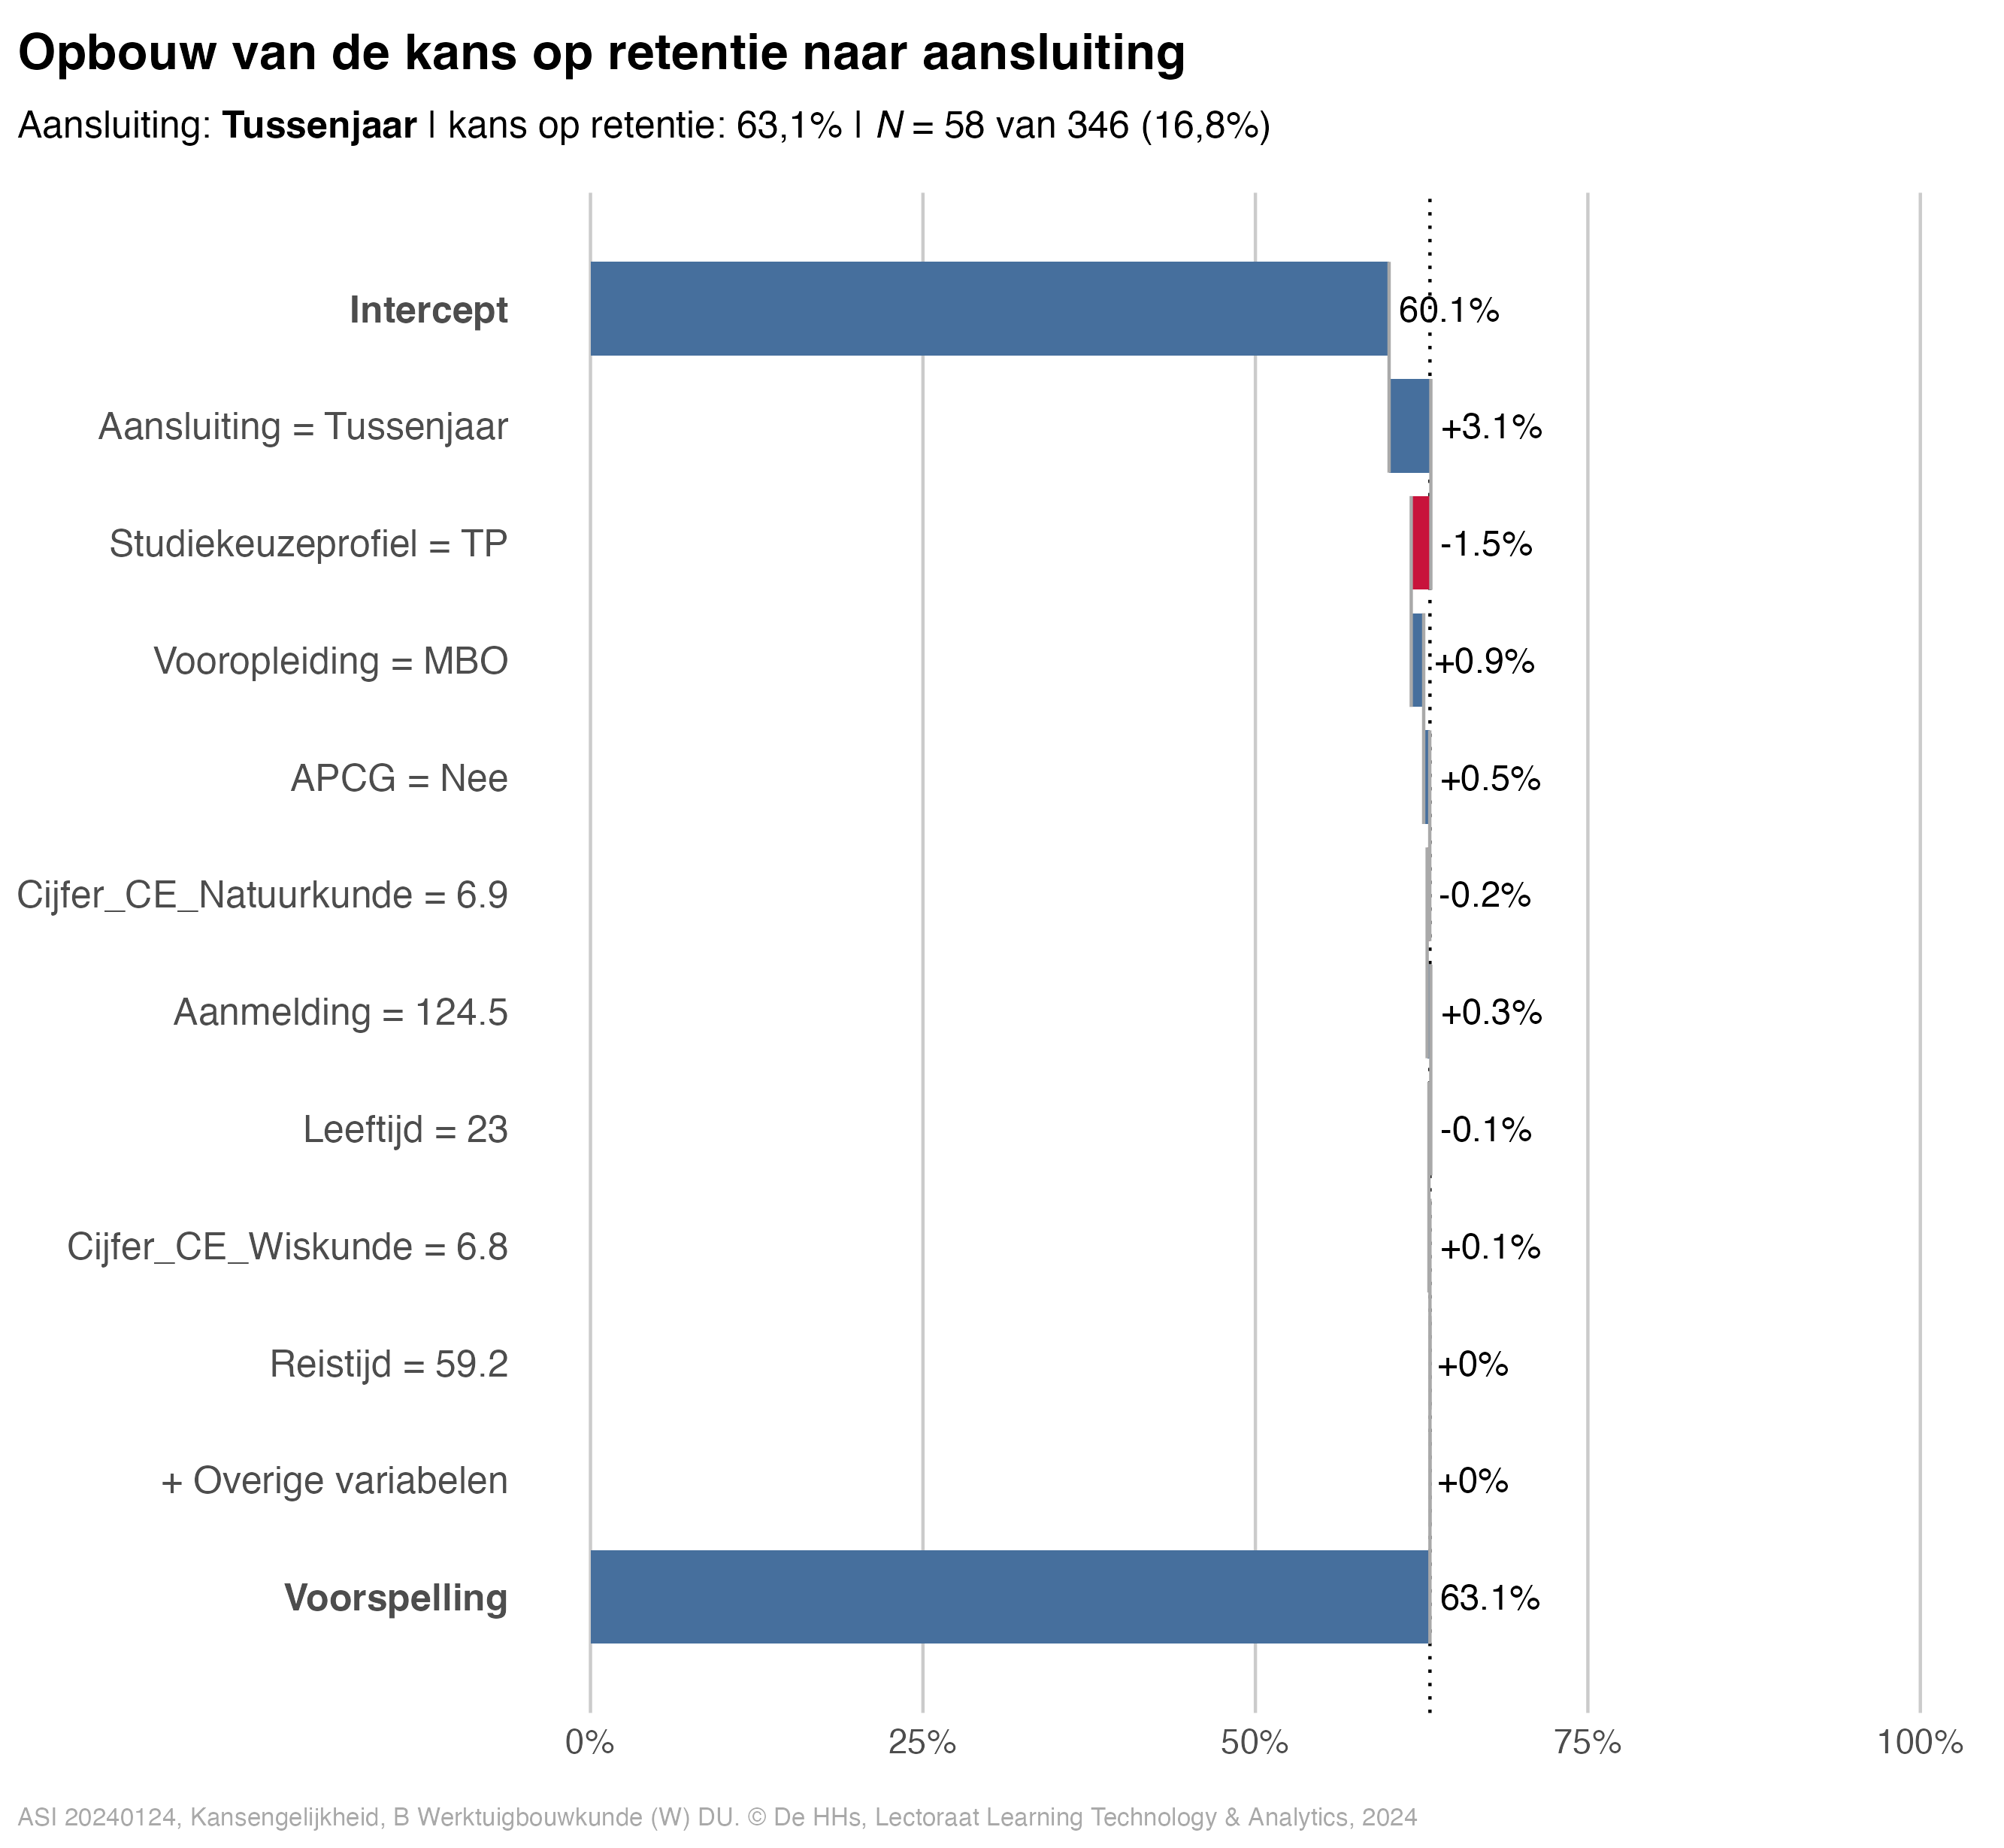 Opbouw van de kans op retentie naar aansluiting
Aansluiting: Tussenjaar | kans op retentie: 63,1% | N = 58 van 346 (16,8%)
Intercept 60.1%
Aansluiting = Tussenjaar +3.1%
Studiekeuzeprofiel = TP -1.5%
Vooropleiding = MBO +0.9%
APCG = Nee +0.5%
Cijfer_CE_Natuurkunde = 6.9 -0.2%
Aanmelding = 124.5 +0.3%
Leeftijd = 23 -0.1%
Cijfer_CE_Wiskunde = 6.8 +0.1%
Reistijd = 59.2 +0%
+ Overige variabelen +0%
Voorspelling 63.1%
0% 25% 50% 75% 100%
ASI 20240124, Kansengelijkheid, B Werktuigbouwkunde (W) DU. © De HHs, Lectoraat Learning Technology & Analytics, 2024